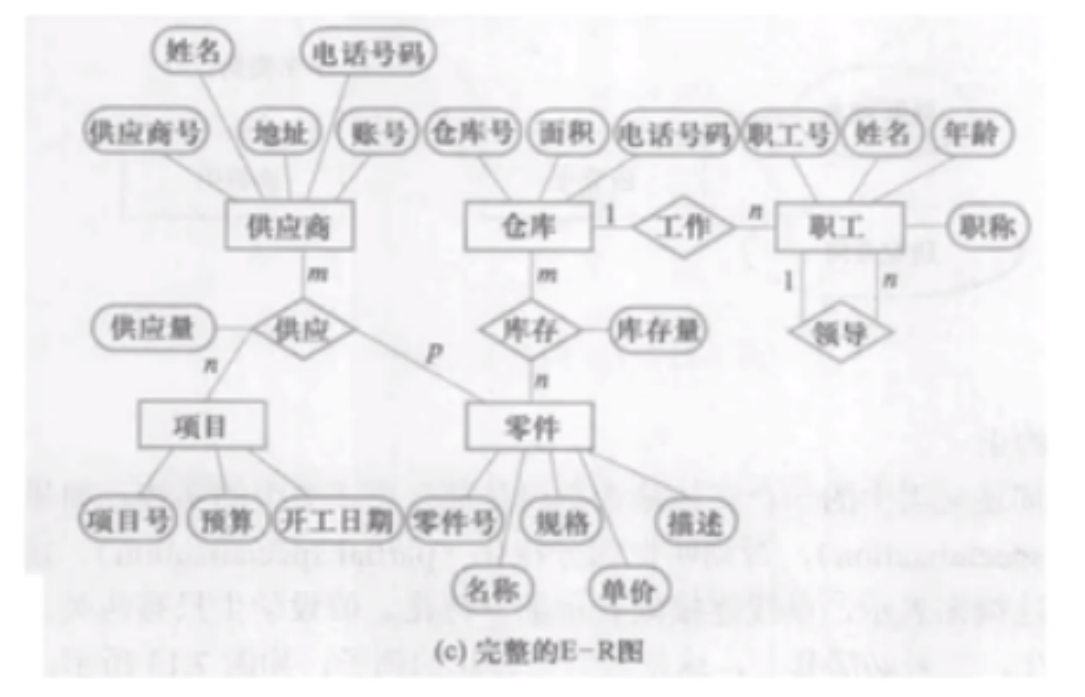 姓名 电话号码
供应商号 地址 账号 仓库号 面积 电话号码 职工号 姓名 年龄
供应商 仓库 1 工作 n 职工 职称
m m 1 n
供应量 供应 库存 库存量 领导
n p n
项目 零件
项目号 预算 开工日期 零件号 规格 描述
名称 单价
(c) 完整的E-R图